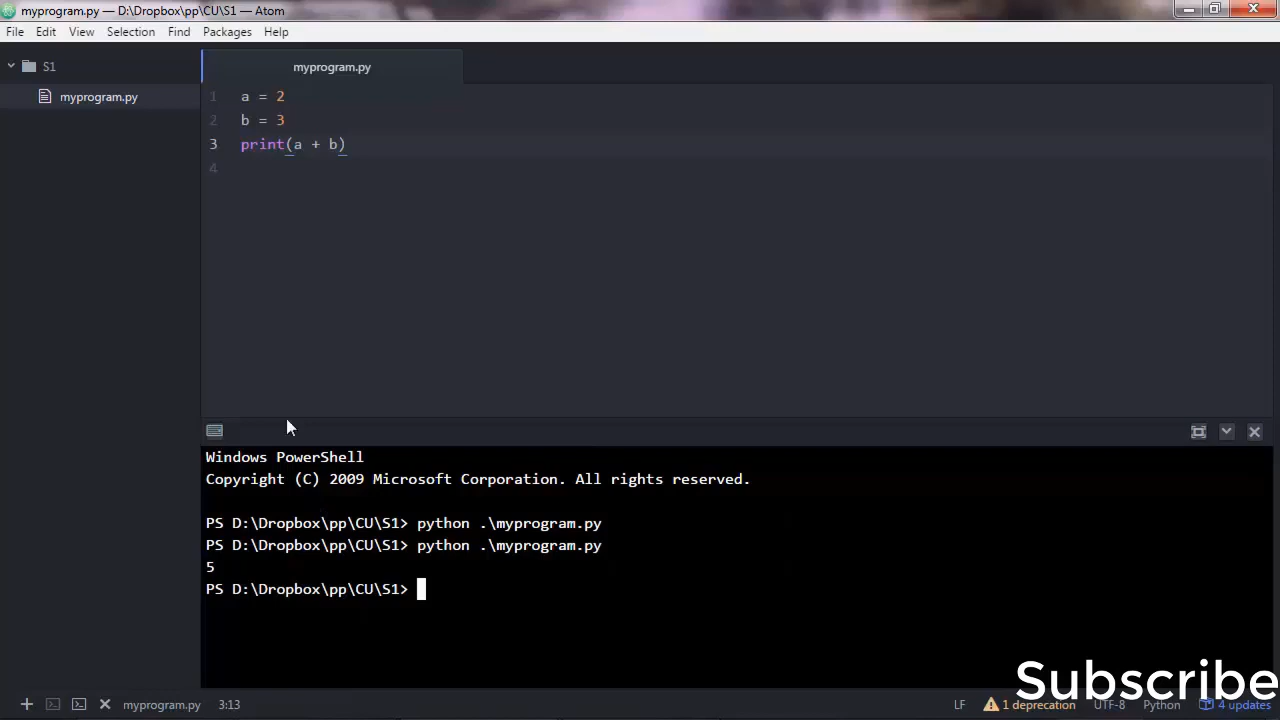 myprogram.py — D:\Dropbox\pp\CU\S1 — Atom
File Edit View Selection Find Packages Help
S1
myprogram.py
myprogram.py
1 a = 2
2 b = 3
3 print(a + b)
4
Windows PowerShell
Copyright (C) 2009 Microsoft Corporation. All rights reserved.
PS D:\Dropbox\pp\CU\S1> python .\myprogram.py
PS D:\Dropbox\pp\CU\S1> python .\myprogram.py
5
PS D:\Dropbox\pp\CU\S1>
Subscribe
myprogram.py 3:13 LF 1 deprecation UTF-8 Python 4 updates